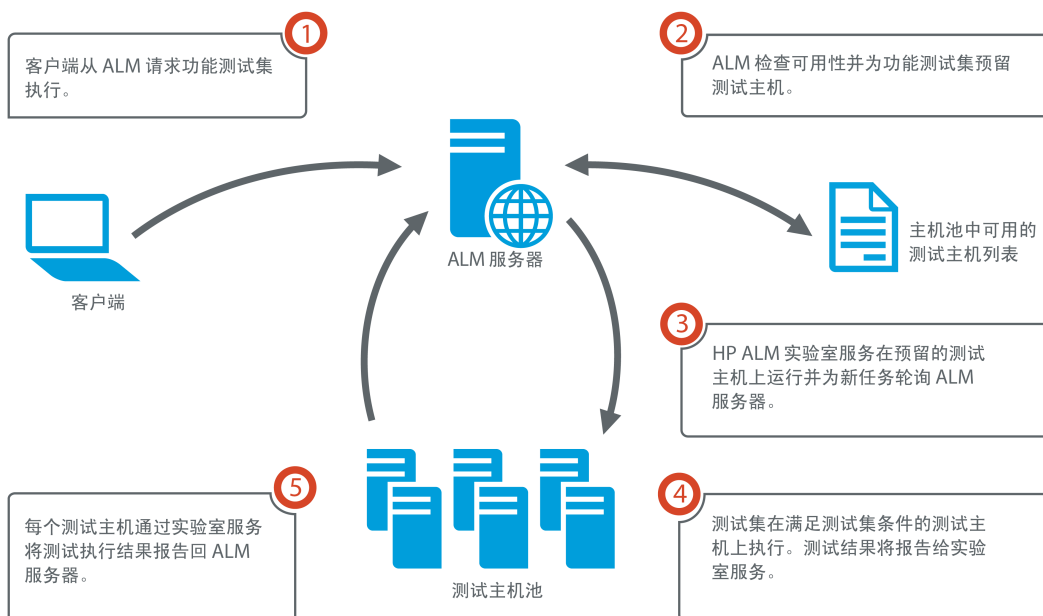 1
客户端从 ALM 请求功能测试集
执行。
2
ALM 检查可用性并为功能测试集预留
测试主机。
ALM 服务器
主机池中可用的
测试主机列表
客户端
3
HP ALM 实验室服务在预留的测试
主机上运行并为新任务轮询 ALM
服务器。
5
每个测试主机通过实验室服务
将测试执行结果报告回 ALM
服务器。
4
测试集在满足测试集条件的测试主
机上执行。测试结果将报告给实验
室服务。
测试主机池